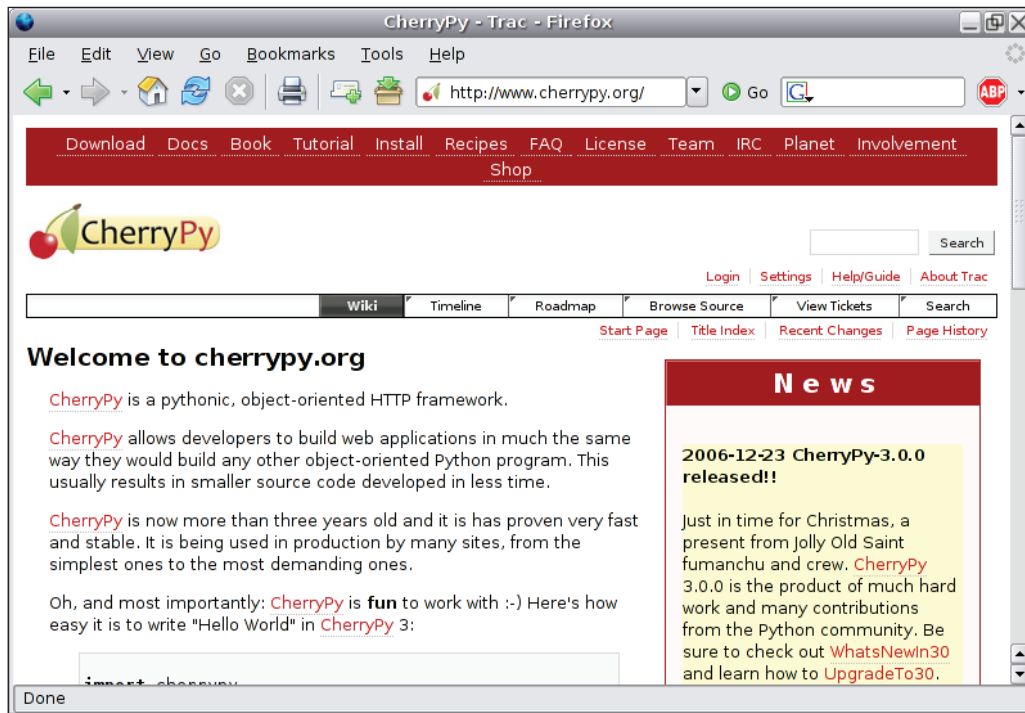 CherryPy - Trac - Firefox
File Edit View Go Bookmarks Tools Help
http://www.cherrypy.org/ Go G ABP
Download Docs Book Tutorial Install Recipes FAQ License Team IRC Planet Involvement
Shop
CherryPy
Search
Login Settings Help/Guide About Trac
Wiki Timeline Roadmap Browse Source View Tickets Search
Start Page Title Index Recent Changes Page History
Welcome to cherrypy.org
CherryPy is a pythonic, object-oriented HTTP framework.
CherryPy allows developers to build web applications in much the same
way they would build any other object-oriented Python program. This
usually results in smaller source code developed in less time.
CherryPy is now more than three years old and it is has proven very fast
and stable. It is being used in production by many sites, from the
simplest ones to the most demanding ones.
Oh, and most importantly: CherryPy is fun to work with :-) Here's how
easy it is to write "Hello World" in CherryPy 3:
import cherrypy
News
2006-12-23 CherryPy-3.0.0
released!!
Just in time for Christmas, a
present from Jolly Old Saint
fumanchu and crew. CherryPy
3.0.0 is the product of much hard
work and many contributions
from the Python community. Be
sure to check out WhatsNewIn30
and learn how to UpgradeTo30.
Done